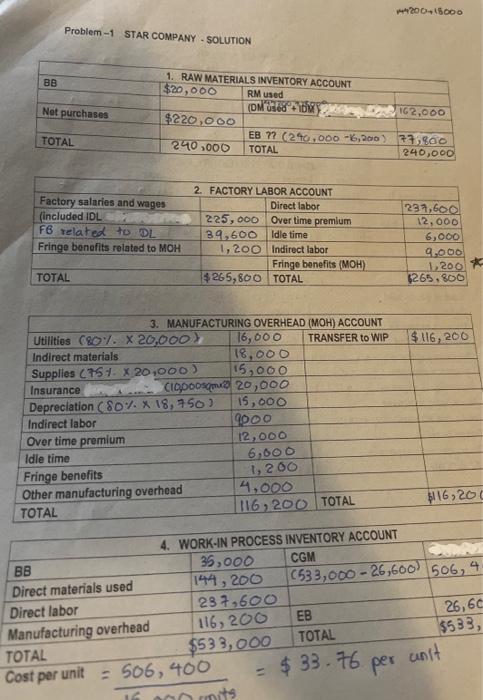 144200+18000
Problem-1 STAR COMPANY - SOLUTION
1. RAW MATERIALS INVENTORY ACCOUNT
BB $20,000 RM used
(DM used + IDM) 162,000
Net purchases $220,000
EB ?? (240,000 -16,200) 77,800
TOTAL 240,000 TOTAL 240,000
2. FACTORY LABOR ACCOUNT
Factory salaries and wages Direct labor 237,600
(included IDL 225,000 Over time premium 12,000
FB related to DL 39,600 Idle time 6,000
Fringe benefits related to MOH 1,200 Indirect labor 9,000
Fringe benefits (MOH) 1,200 *
TOTAL $265,800 TOTAL $265,800
3. MANUFACTURING OVERHEAD (MOH) ACCOUNT
Utilities (80% x 20,000) 16,000 TRANSFER to WIP $116,200
Indirect materials 18,000
Supplies (75% x 20,000) 15,000
Insurance 20,000
Depreciation (80% x 18,750) 15,000
Indirect labor 9000
Over time premium 12,000
Idle time 6,000
Fringe benefits 1,200
Other manufacturing overhead 4,000
TOTAL 116,200 TOTAL $116,200
4. WORK-IN PROCESS INVENTORY ACCOUNT
BB 35,000 CGM
Direct materials used 144,200 (533,000 - 26,600) 506,4
Direct labor 237,600
Manufacturing overhead 116,200 EB 26,60
TOTAL $533,000 TOTAL $533,
Cost per unit = 506,400 = $33.76 per unit
units